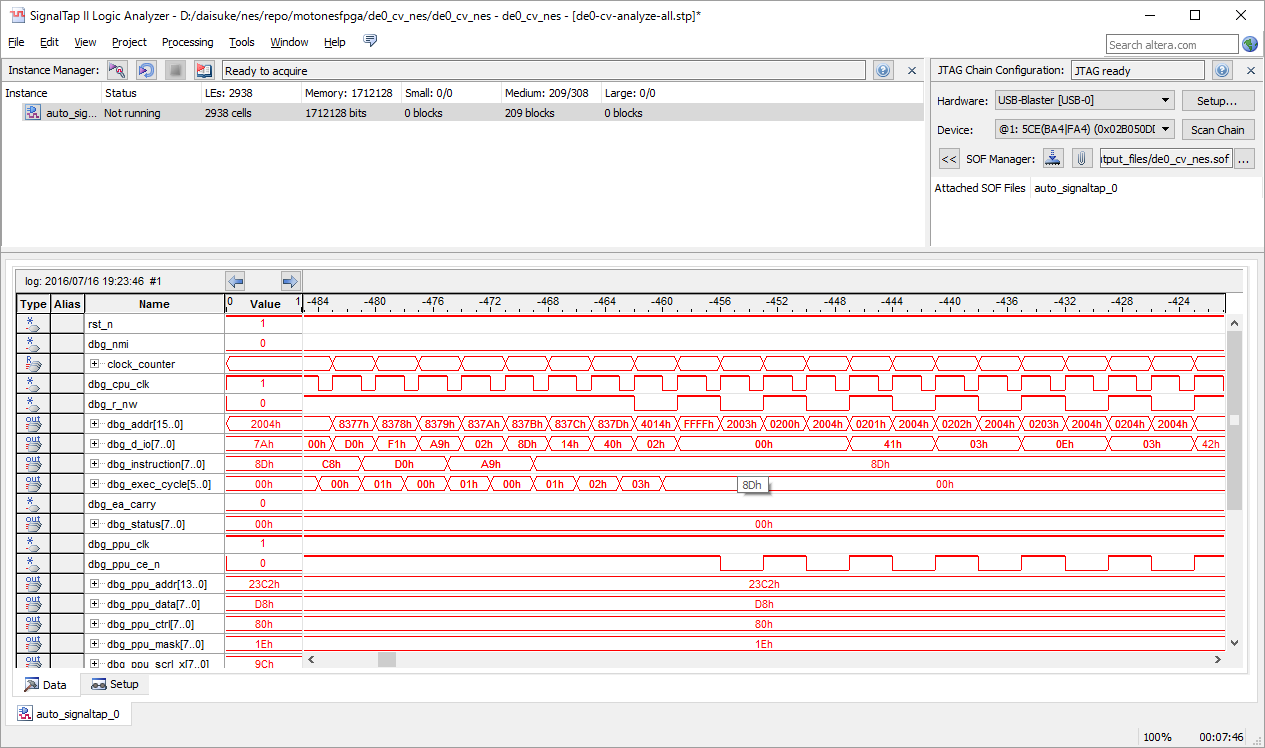 SignalTap II Logic Analyzer - D:/daisuke/nes/repo/motonesfpga/de0_cv_nes/de0_cv_nes - de0_cv_nes - [de0-cv-analyze-all.stp]*
File Edit View Project Processing Tools Window Help
Search altera.com
Instance Manager: Ready to acquire
JTAG Chain Configuration: JTAG ready
Instance Status LEs: 2938 Memory: 1712128 Small: 0/0 Medium: 209/308 Large: 0/0
auto_sig... Not running 2938 cells 1712128 bits 0 blocks 209 blocks 0 blocks
Hardware: USB-Blaster [USB-0] Setup...
Device: @1: 5CE(BA4|FA4) (0x02B050DD Scan Chain
<< SOF Manager: ıtput_files/de0_cv_nes.sof ...
Attached SOF Files auto_signaltap_0
log: 2016/07/16 19:23:46 #1
Type Alias Name 0 Value 1 -484 -480 -476 -472 -468 -464 -460 -456 -452 -448 -444 -440 -436 -432 -428 -424
rst_n 1
dbg_nmi 0
clock_counter
dbg_cpu_clk 1
dbg_r_nw 0
dbg_addr[15..0] 2004h 8377h 8378h 8379h 837Ah 837Bh 837Ch 837Dh 4014h FFFFh 2003h 0200h 2004h 0201h 2004h 0202h 2004h 0203h 2004h 0204h 2004h
dbg_d_io[7..0] 7Ah 00h D0h F1h A9h 02h 8Dh 14h 40h 02h 00h 41h 03h 0Eh 03h 42h
dbg_instruction[7..0] 8Dh C8h D0h A9h 8Dh
dbg_exec_cycle[5..0] 00h 00h 01h 00h 01h 00h 01h 02h 03h 8Dh 00h
dbg_ea_carry 0
dbg_status[7..0] 00h 00h
dbg_ppu_clk 1
dbg_ppu_ce_n 0
dbg_ppu_addr[13..0] 23C2h 23C2h
dbg_ppu_data[7..0] D8h D8h
dbg_ppu_ctrl[7..0] 80h 80h
dbg_ppu_mask[7..0] 1Eh 1Eh
dbg_ppu_scrl_x[7..0] 9Ch
Data Setup
auto_signaltap_0
100% 00:07:46